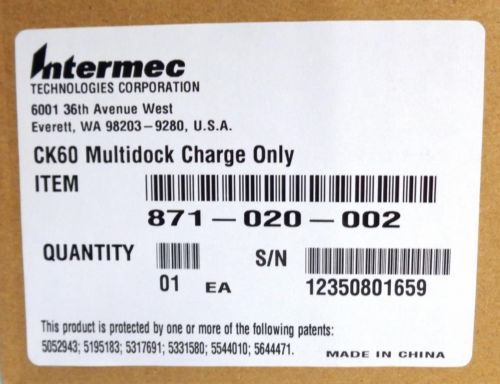 Intermec
TECHNOLOGIES CORPORATION
6001 36th Avenue West
Everett, WA 98203-9280, U.S.A.
CK60 Multidock Charge Only
ITEM
871-020-002
QUANTITY S/N
01 EA 12350801659
This product is protected by one or more of the following patents:
5052943; 5195183; 5317691; 5331580; 5544010; 5644471.
MADE IN CHINA